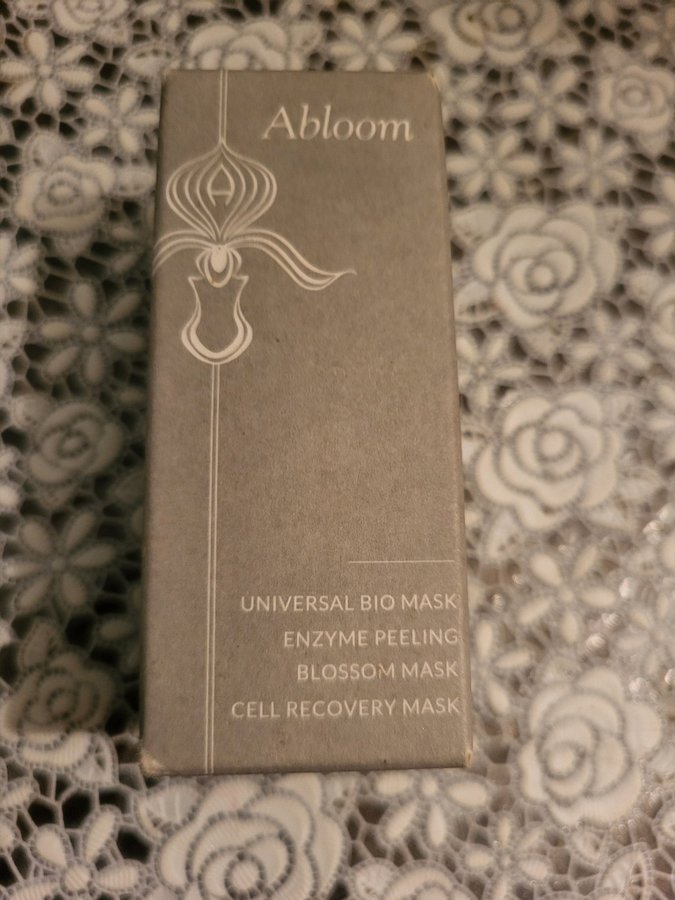 Abloom
A
UNIVERSAL BIO MASK
ENZYME PEELING
BLOSSOM MASK
CELL RECOVERY MASK